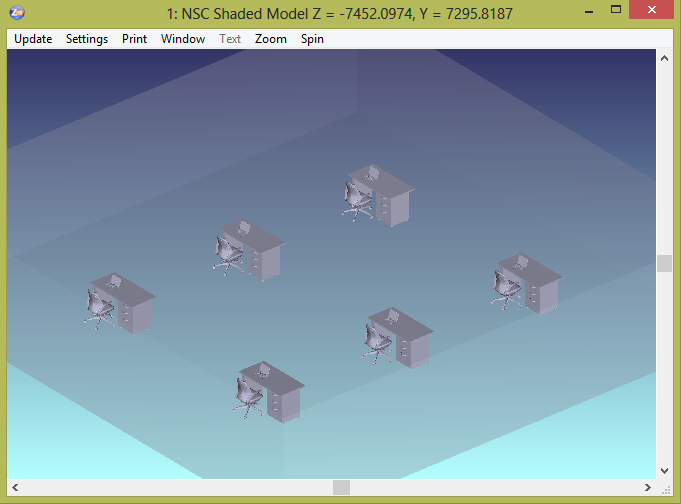 1: NSC Shaded Model Z = -7452.0974, Y = 7295.8187
Update Settings Print Window Text Zoom Spin